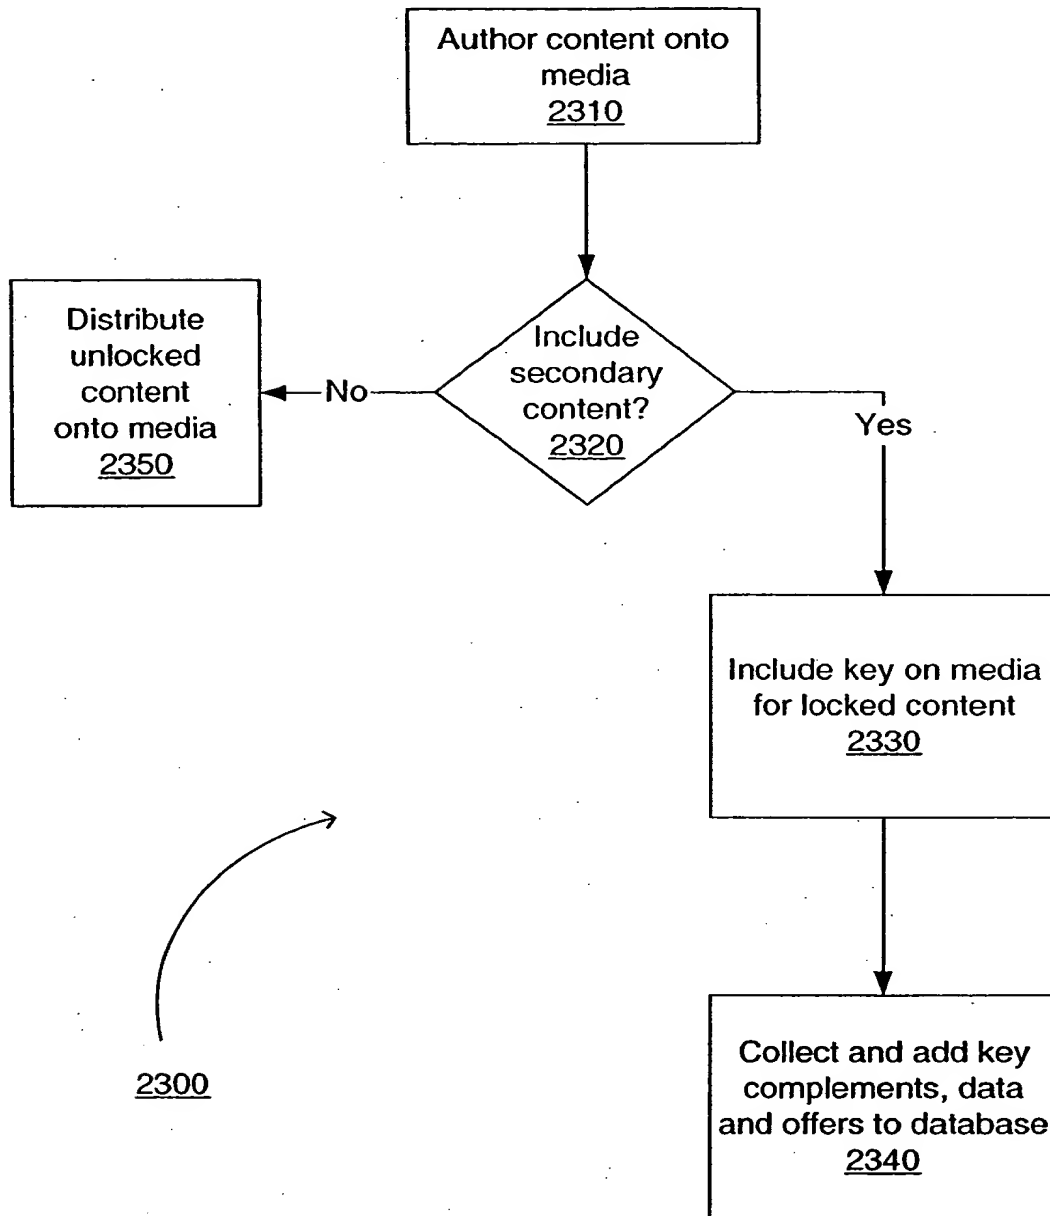 Author content onto
media
2310
Include
secondary
content?
2320
No
Yes
Distribute
unlocked
content
onto media
2350
Include key on media
for locked content
2330
Collect and add key
complements, data
and offers to database
2340
2300